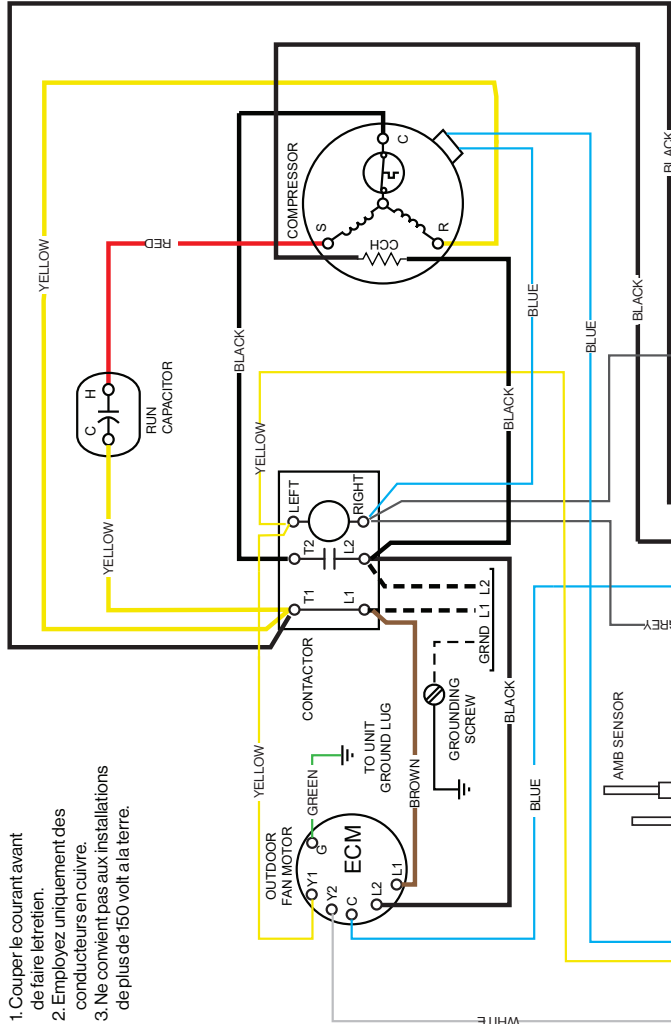 1. Couper le courant avant
de faire letretien.
2. Employez uniquement des
conducteurs en cuivre.
3. Ne convient pas aux installations
de plus de 150 volt a la terre.
YELLOW
RED
COMPRESSOR
S
C
R
CCH
BLACK
BLACK
H
C
RUN
CAPACITOR
BLACK
YELLOW
BLUE
BLUE
BLACK
YELLOW
LEFT
RIGHT
T2
L2
T1
L1
CONTACTOR
L2
L1
GRND
GREY
GROUNDING
SCREW
BLACK
YELLOW
GREEN
TO UNIT
GROUND LUG
BROWN
BLUE
AMB SENSOR
OUTDOOR
FAN MOTOR
ECM
G
Y1
Y2
C
L2
L1
WHITE